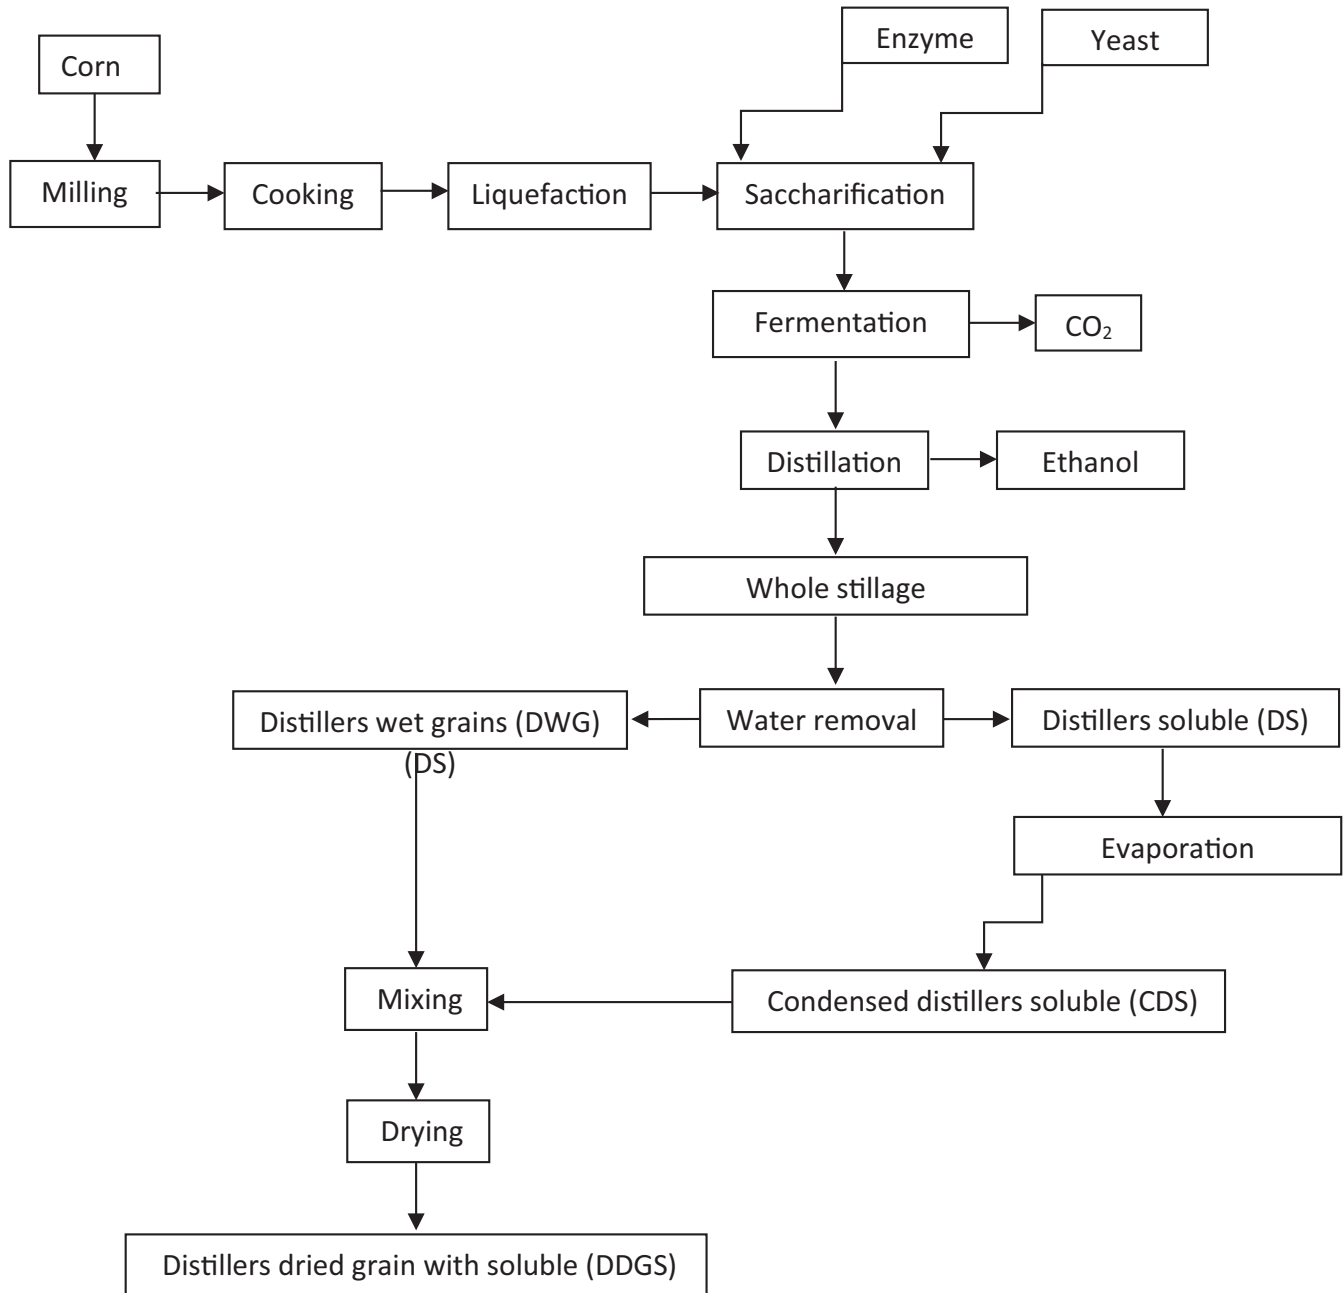 Enzyme
Yeast
Corn
Milling
Cooking
Liquefaction
Saccharification
Fermentation
CO₂
Distillation
Ethanol
Whole stillage
Distillers wet grains (DWG)
(DS)
Water removal
Distillers soluble (DS)
Evaporation
Mixing
Condensed distillers soluble (CDS)
Drying
Distillers dried grain with soluble (DDGS)